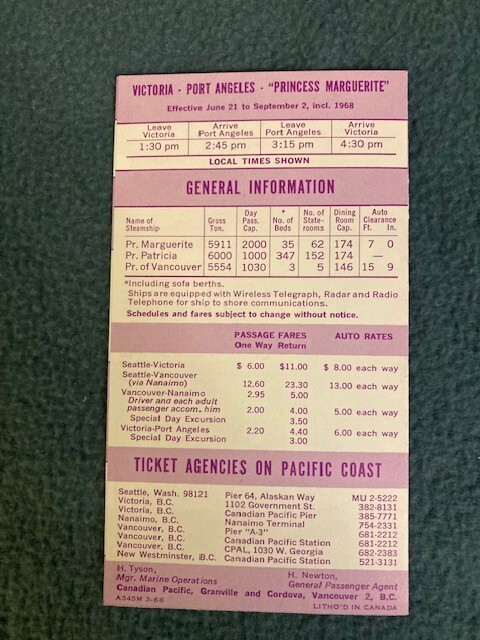 VICTORIA - PORT ANGELES - "PRINCESS MARGUERITE"
Effective June 21 to September 2, incl. 1968
Leave Victoria Arrive Port Angeles Leave Port Angeles Arrive Victoria
1:30 pm 2:45 pm 3:15 pm 4:30 pm
LOCAL TIMES SHOWN
GENERAL INFORMATION
Name of Steamship Gross Ton. Day Pass. Cap. * No. of Beds No. of State-rooms Dining Room Cap. Auto Clearance Ft. In.
Pr. Marguerite 5911 2000 35 62 174 7 0
Pr. Patricia 6000 1000 347 152 174 —
Pr. of Vancouver 5554 1030 3 5 146 15 9
*Including sofa berths.
Ships are equipped with Wireless Telegraph, Radar and Radio
Telephone for ship to shore communications.
Schedules and fares subject to change without notice.
PASSAGE FARES AUTO RATES
One Way Return
Seattle-Victoria $ 6.00 $11.00 $ 8.00 each way
Seattle-Vancouver
(via Nanaimo) 12.60 23.30 13.00 each way
Vancouver-Nanaimo 2.95 5.00
Driver and each adult
passenger accom. him 2.00 4.00 5.00 each way
Special Day Excursion 3.50
Victoria-Port Angeles 2.20 4.40 6.00 each way
Special Day Excursion 3.00
TICKET AGENCIES ON PACIFIC COAST
Seattle, Wash. 98121 Pier 64, Alaskan Way MU 2-5222
Victoria, B.C. 1102 Government St. 382-8131
Victoria, B.C. Canadian Pacific Pier 385-7771
Nanaimo, B.C. Nanaimo Terminal 754-2331
Vancouver, B.C. Pier "A-3" 681-2212
Vancouver, B.C. Canadian Pacific Station 681-2212
Vancouver, B.C. CPAL, 1030 W. Georgia 682-2383
New Westminster, B.C. Canadian Pacific Station 521-3131
H. Tyson, H. Newton,
Mgr. Marine Operations General Passenger Agent
Canadian Pacific, Granville and Cordova, Vancouver 2, B.C.
A345M 3-68 LITHO'D IN CANADA